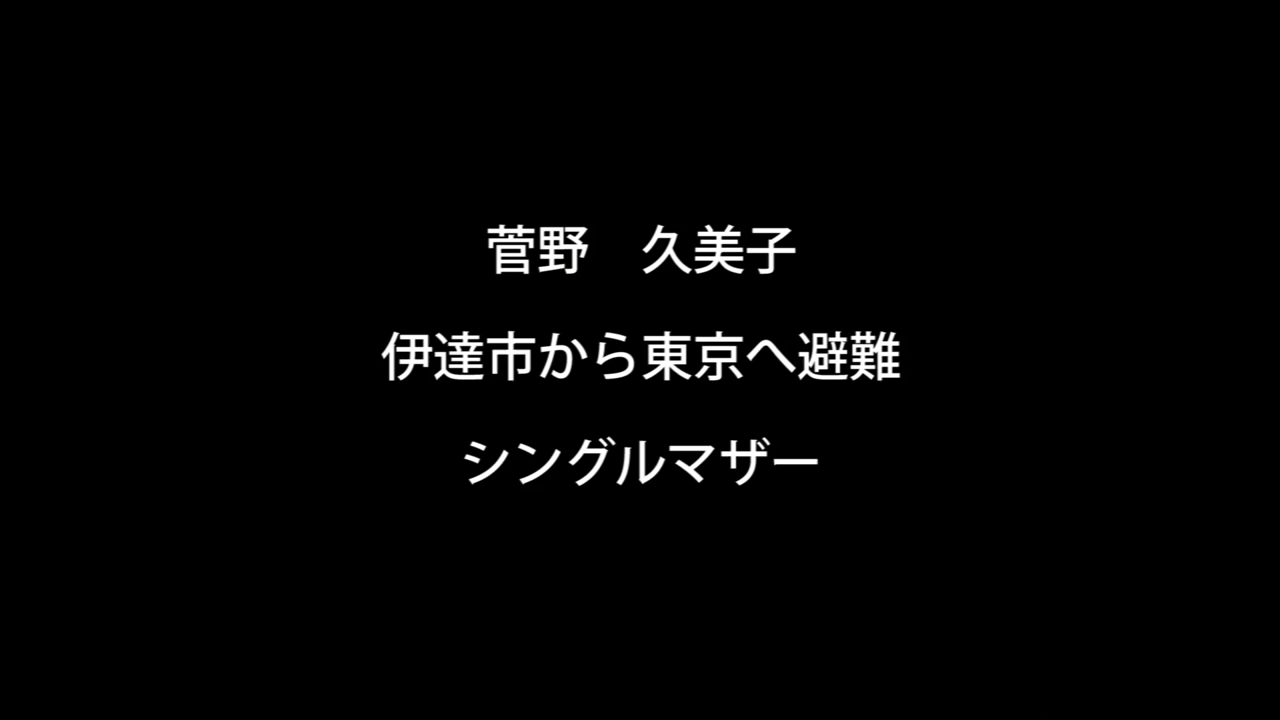 菅野　久美子
伊達市から東京へ避難
シングルマザー